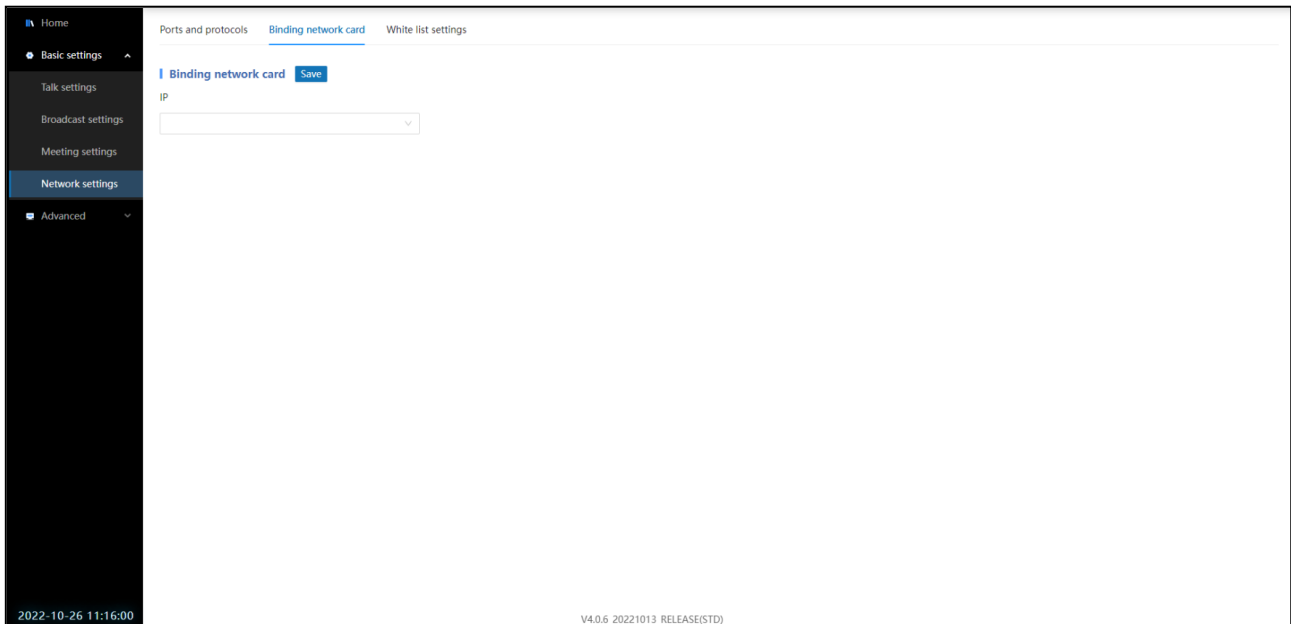 Home
Basic settings
Talk settings
Broadcast settings
Meeting settings
Network settings
Advanced
2022-10-26 11:16:00
Ports and protocols Binding network card White list settings
Binding network card Save
IP
V4.0.6 20221013 RELEASE(STD)